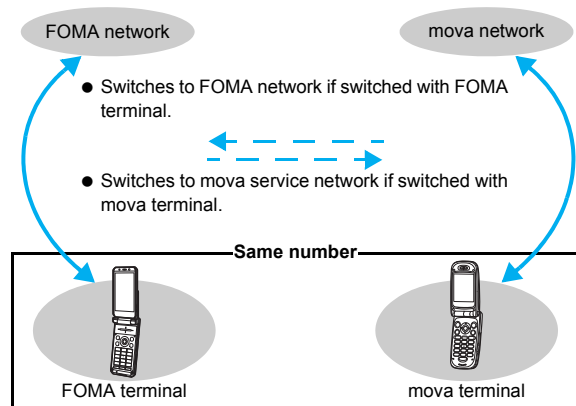 FOMA network
mova network
● Switches to FOMA network if switched with FOMA
terminal.
● Switches to mova service network if switched with
mova terminal.
Same number
FOMA terminal
mova terminal